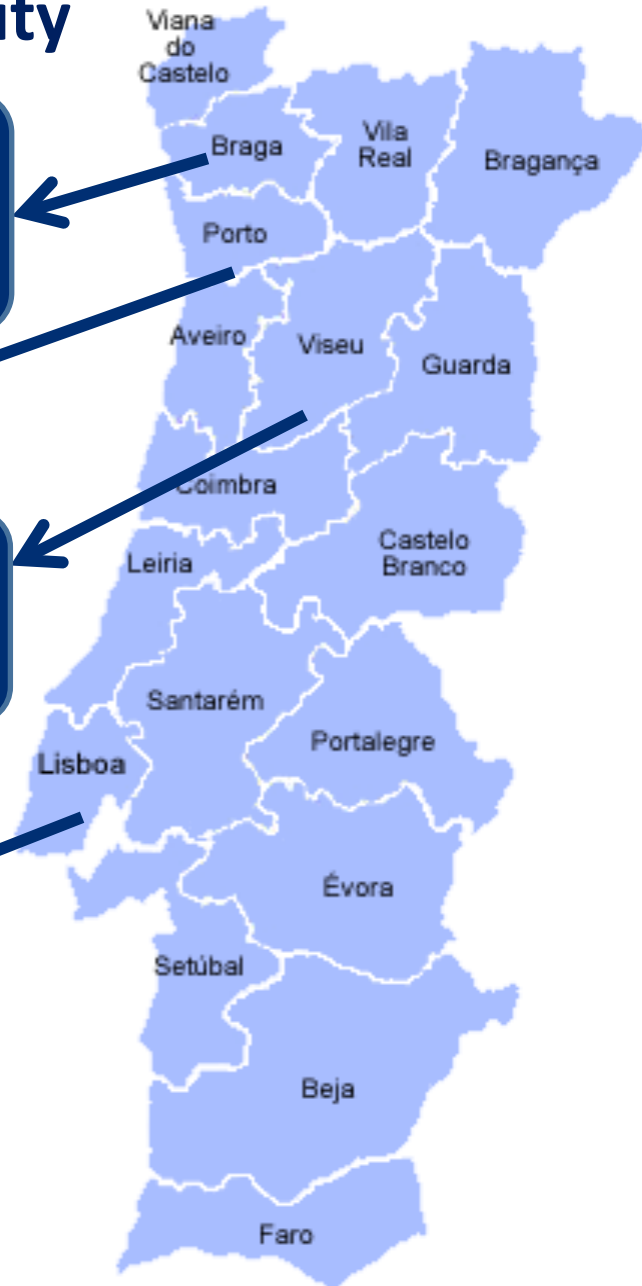 Viana
do
Castelo
Braga
Vila
Real
Bragança
Porto
Aveiro
Viseu
Guarda
Coimbra
Leiria
Castelo
Branco
Santarém
Portalegre
Lisboa
Évora
Setúbal
Beja
Faro